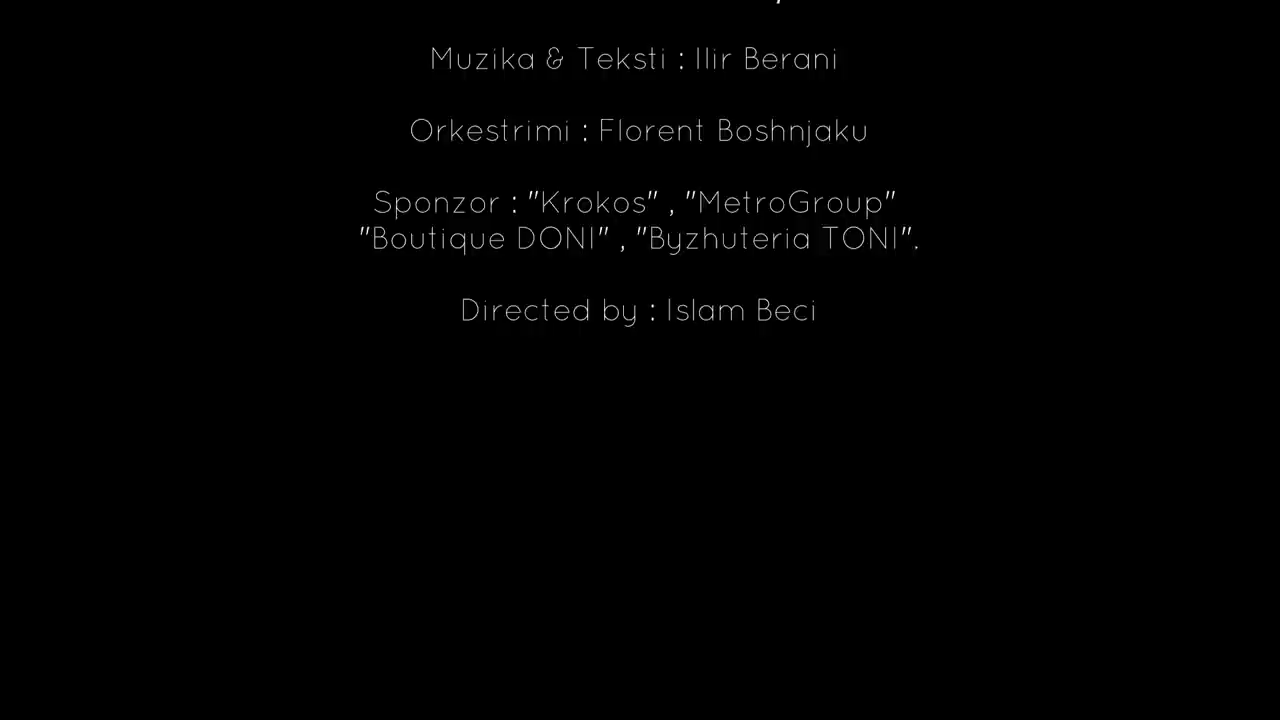 Muzika & Teksti : Ilir Berani
Orkestrimi : Florent Boshnjaku
Sponzor : "Krokos" , "MetroGroup"
"Boutique DONI" , "Byzhuteria TONI".
Directed by : Islam Beci